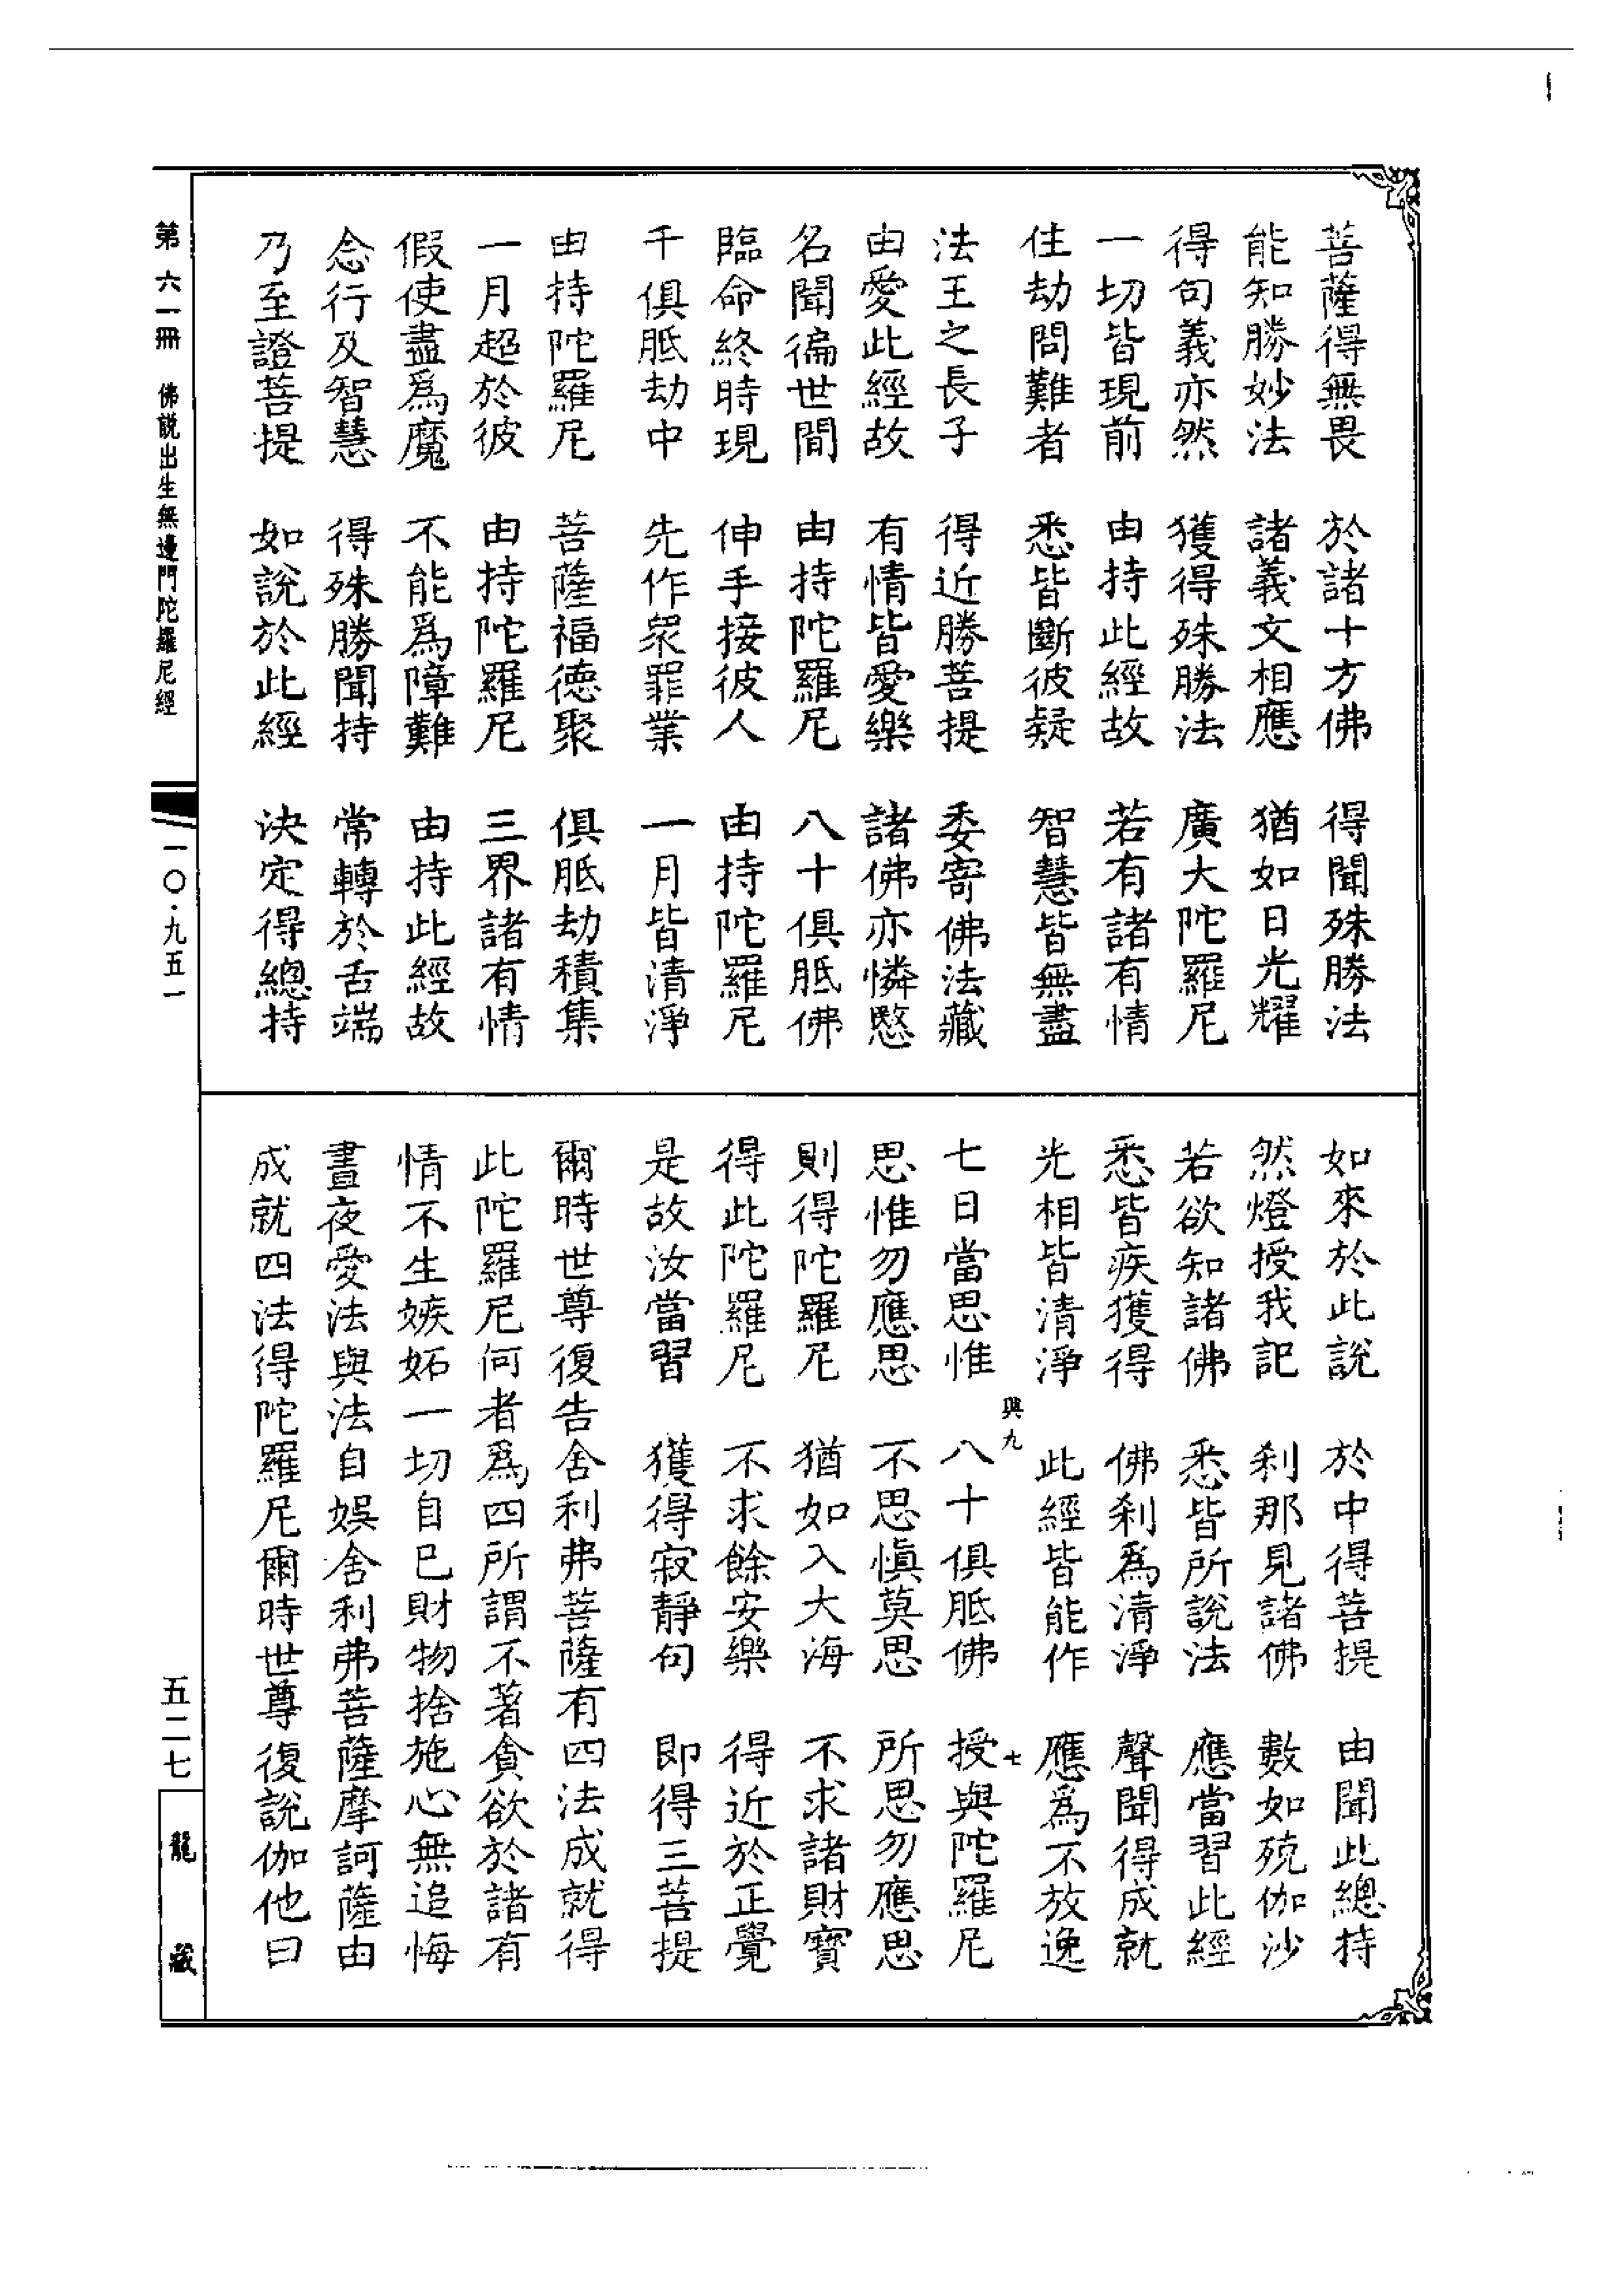 菩薩得無畏　於諸十方佛　得聞殊勝法
能知勝妙法　諸義文相應　猶如日光耀
得句義亦然　獲得殊勝法　廣大陀羅尼
一切皆現前　由持此經故　若有諸有情
住劫問難者　悉皆斷彼疑　智慧皆無盡
法王之長子　得近勝菩提　委寄佛法藏
由愛此經故　有情皆愛樂　諸佛亦憐愍
名聞徧世間　由持陀羅尼　八十俱胝佛
臨命終時現　伸手接彼人　由持陀羅尼
千俱胝劫中　先作衆罪業　一月皆清淨
由持陀羅尼　菩薩福德聚　俱胝劫積集
一月超於彼　由持陀羅尼　三界諸有情
假使盡爲魔　不能爲障難　由持此經故
念行及智慧　得殊勝聞持　常轉於舌端
乃至證菩提　如說於此經　決定得總持
如來於此說　於中得菩提　由聞此總持
然燈授我記　剎那見諸佛　數如殑伽沙
若欲知諸佛　悉皆所說法　應當習此經
悉皆疾獲得　佛剎爲清淨　聲聞得成就
光相皆清淨　此經皆能作　應爲不放逸
興九　七
七日當思惟　八十俱胝佛　授與陀羅尼
思惟勿應思　不思愼莫思　所思勿應思
則得陀羅尼　猶如入大海　不求諸財寶
得此陀羅尼　不求餘安樂　得近於正覺
是故汝當習　獲得寂靜句　即得三菩提
爾時世尊復告舍利弗菩薩有四法成就得
此陀羅尼何者爲四所謂不著貪欲於諸有
情不生嫉妬一切自己財物捨施心無追悔
晝夜愛法與法自娛舍利弗菩薩摩訶薩由
成就四法得陀羅尼爾時世尊復說伽他曰
第六一冊　佛說出生無邊門陀羅尼經
一〇·九五一
五二七
龍藏